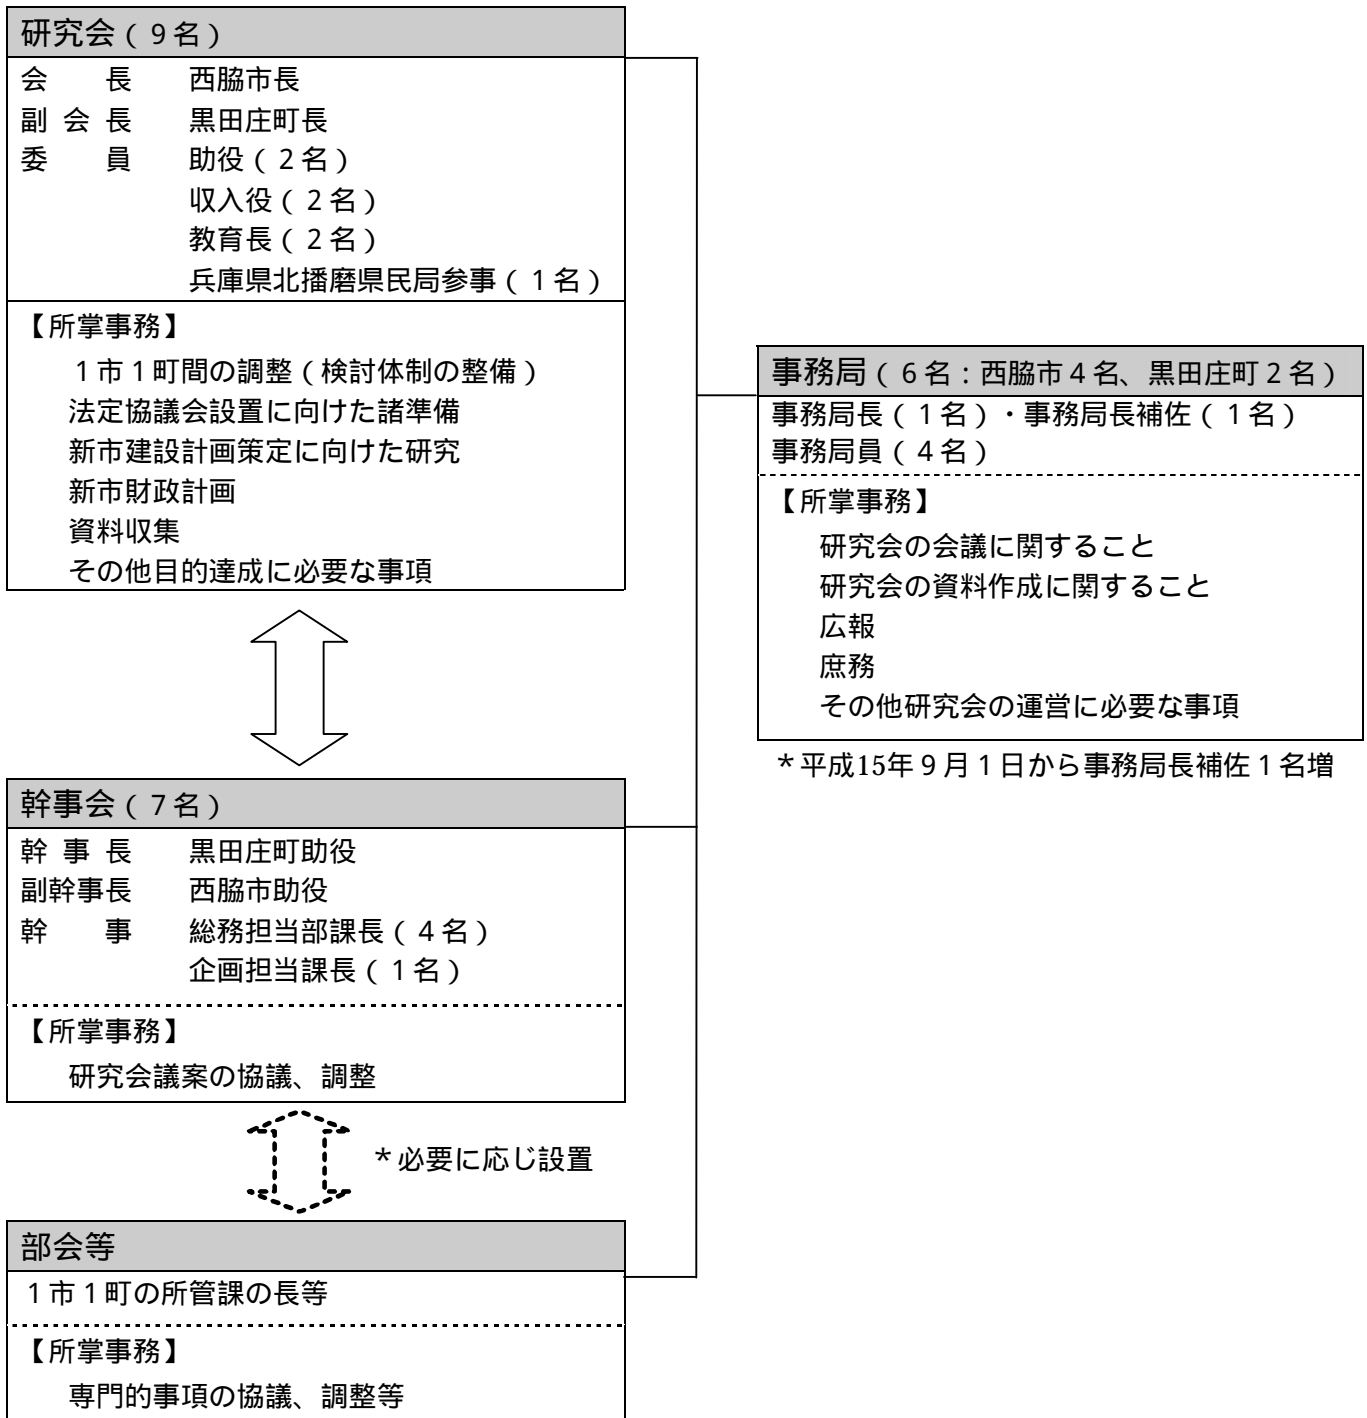 研究会（9名）
会　　長　　西脇市長
副 会 長　　黒田庄町長
委　　員　　助役（2名）
収入役（2名）
教育長（2名）
兵庫県北播磨県民局参事（1名）
【所掌事務】
1市1町間の調整（検討体制の整備）
法定協議会設置に向けた諸準備
新市建設計画策定に向けた研究
新市財政計画
資料収集
その他目的達成に必要な事項
事務局（6名：西脇市4名、黒田庄町2名）
事務局長（1名）・事務局長補佐（1名）
事務局員（4名）
【所掌事務】
研究会の会議に関すること
研究会の資料作成に関すること
広報
庶務
その他研究会の運営に必要な事項
＊平成15年9月1日から事務局長補佐1名増
幹事会（7名）
幹 事 長　　黒田庄町助役
副幹事長　　西脇市助役
幹　　事　　総務担当部課長（4名）
企画担当課長（1名）
【所掌事務】
研究会議案の協議、調整
＊必要に応じ設置
部会等
1市1町の所管課の長等
【所掌事務】
専門的事項の協議、調整等